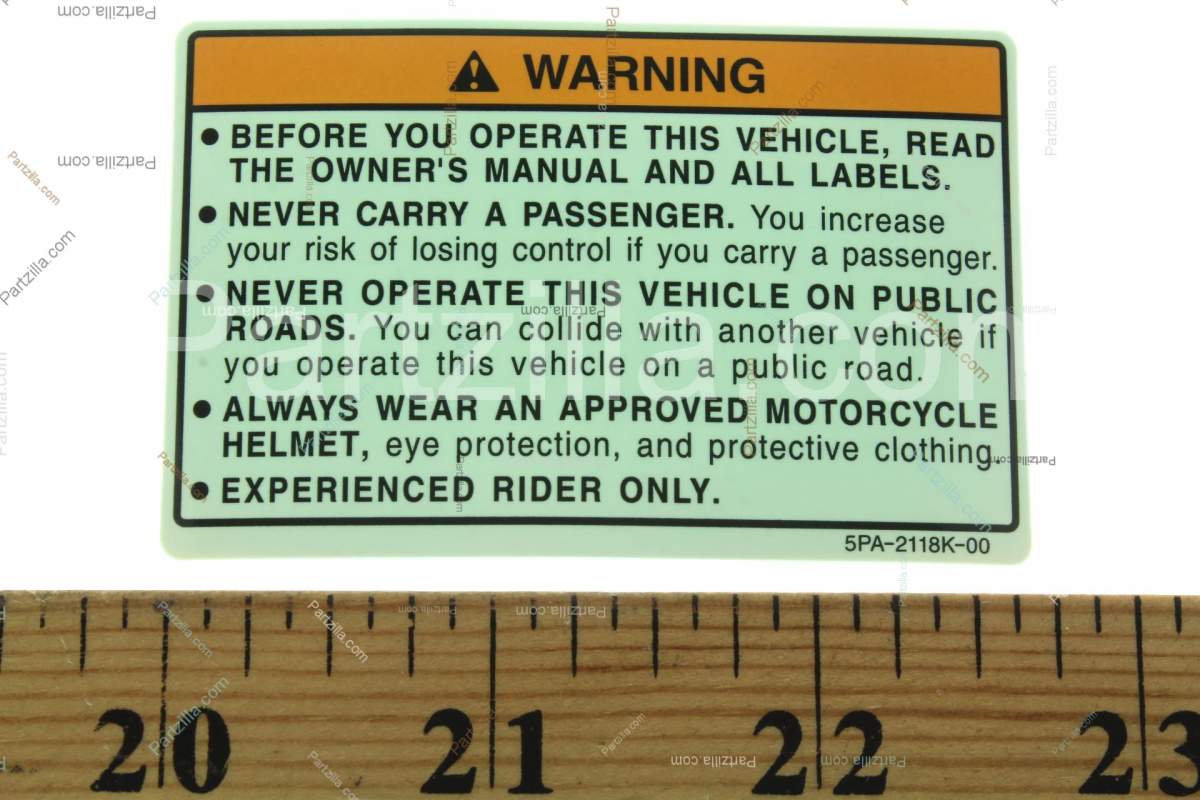 WARNING
• BEFORE YOU OPERATE THIS VEHICLE, READ
THE OWNER'S MANUAL AND ALL LABELS.
• NEVER CARRY A PASSENGER. You increase
your risk of losing control if you carry a passenger.
• NEVER OPERATE THIS VEHICLE ON PUBLIC
ROADS. You can collide with another vehicle if
you operate this vehicle on a public road.
• ALWAYS WEAR AN APPROVED MOTORCYCLE
HELMET, eye protection, and protective clothing.
• EXPERIENCED RIDER ONLY.
5PA-2118K-00
Partzilla.com
20 21 22 23